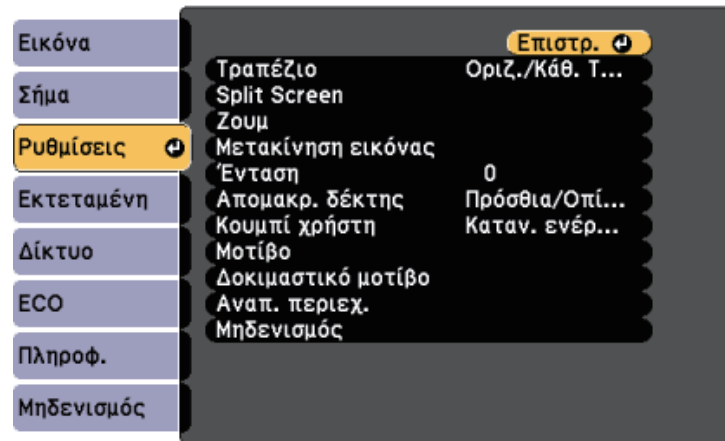 Εικόνα
Σήμα
Ρυθμίσεις
Εκτεταμένη
Δίκτυο
ECO
Πληροφ.
Μηδενισμός
Επιστρ.
Τραπέζιο Οριζ./Κάθ. Τ...
Split Screen
Ζουμ
Μετακίνηση εικόνας
Ένταση 0
Απομακρ. δέκτης Πρόσθια/Οπί...
Κουμπί χρήστη Καταν. ενέρ...
Μοτίβο
Δοκιμαστικό μοτίβο
Αναπ. περιεχ.
Μηδενισμός